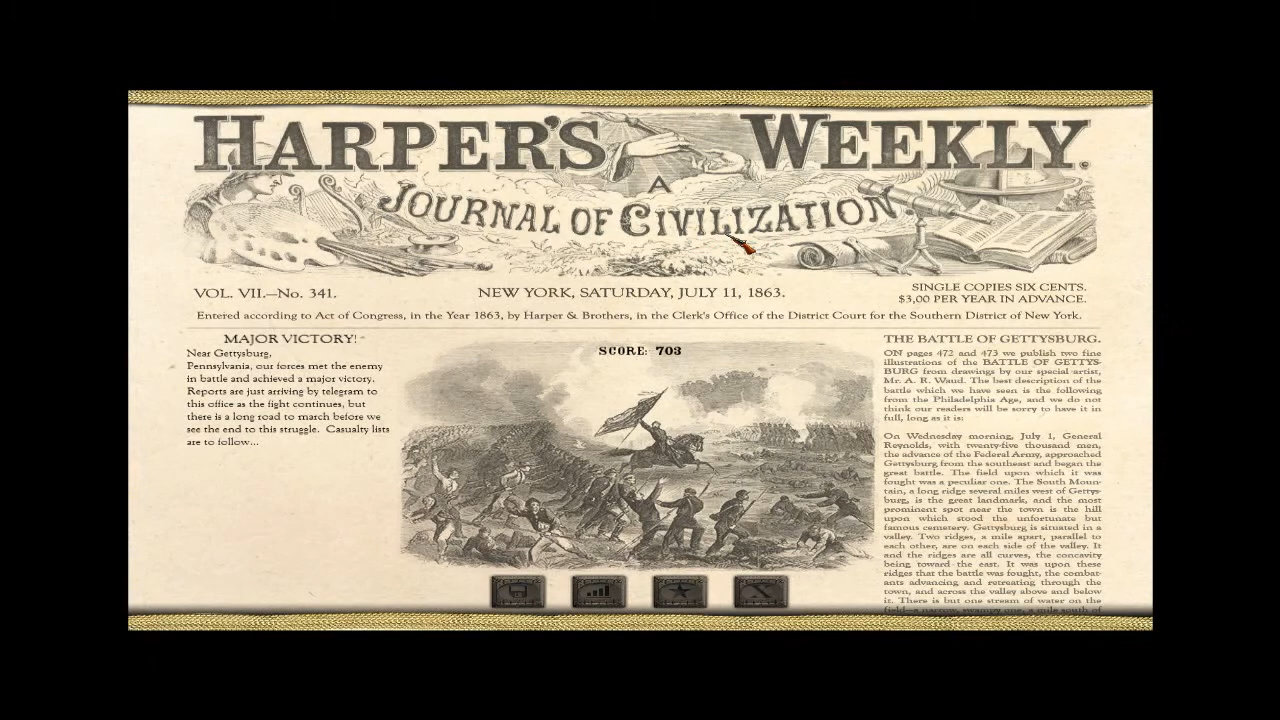 HARPER'S WEEKLY.
A
JOURNAL OF CIVILIZATION.
VOL. VII.—No. 341.
NEW YORK, SATURDAY, JULY 11, 1863.
SINGLE COPIES SIX CENTS.
$3,00 PER YEAR IN ADVANCE.
Entered according to Act of Congress, in the Year 1863, by Harper & Brothers, in the Clerk's Office of the District Court for the Southern District of New York.
MAJOR VICTORY!
Near Gettysburg,
Pennsylvania, our forces met the enemy
in battle and achieved a major victory.
Reports are just arriving by telegram to
this office as the fight continues, but
there is a long road to march before we
see the end to this struggle. Casualty lists
are to follow...
SCORE: 703
THE BATTLE OF GETTYSBURG.
ON pages 472 and 473 we publish two fine
illustrations of the BATTLE OF GETTYS-
BURG from drawings by our special artist,
Mr. A. R. Waud. The best description of the
battle which we have seen is the following
from the Philadelphia Age, and we do not
think our readers will be sorry to have it in
full, long as it is:
On Wednesday morning, July 1, General
Reynolds, with twenty-five thousand men,
the advance of the Federal Army, approached
Gettysburg from the southeast and began the
great battle. The field upon which it was
fought was a peculiar one. The South Moun-
tain, a long ridge several miles west of Gettys-
burg, is the great landmark, and the most
prominent spot near the town is the hill
upon which stood the unfortunate but
famous cemetery. Gettysburg is situated in a
valley. Two ridges, a mile apart, parallel to
each other, are on each side of the valley. It
and the ridges are all curves, the concavity
being toward the east. It was upon these
ridges that the battle was fought, the combat-
ants advancing and retreating through the
town, and across the valley above and below
it. There is but one stream of water on the
field—a narrow, swampy one, a mile south of